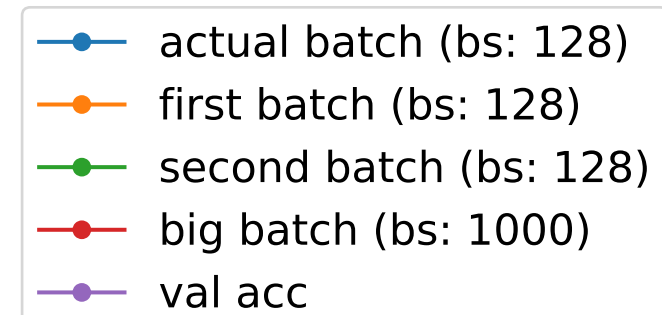 actual batch (bs: 128)
first batch (bs: 128)
second batch (bs: 128)
big batch (bs: 1000)
val acc